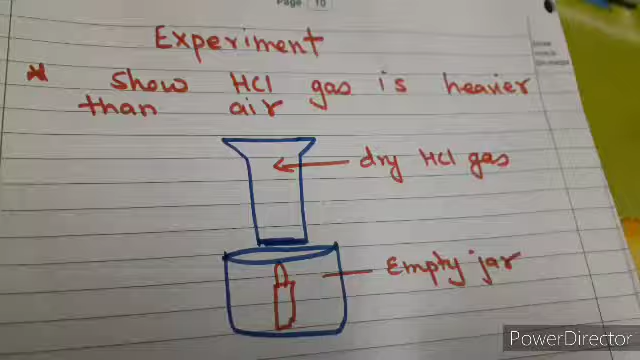 Page 10
Experiment
* Show HCl gas is heavier
than air
dry HCl gas
Empty jar
PowerDirector